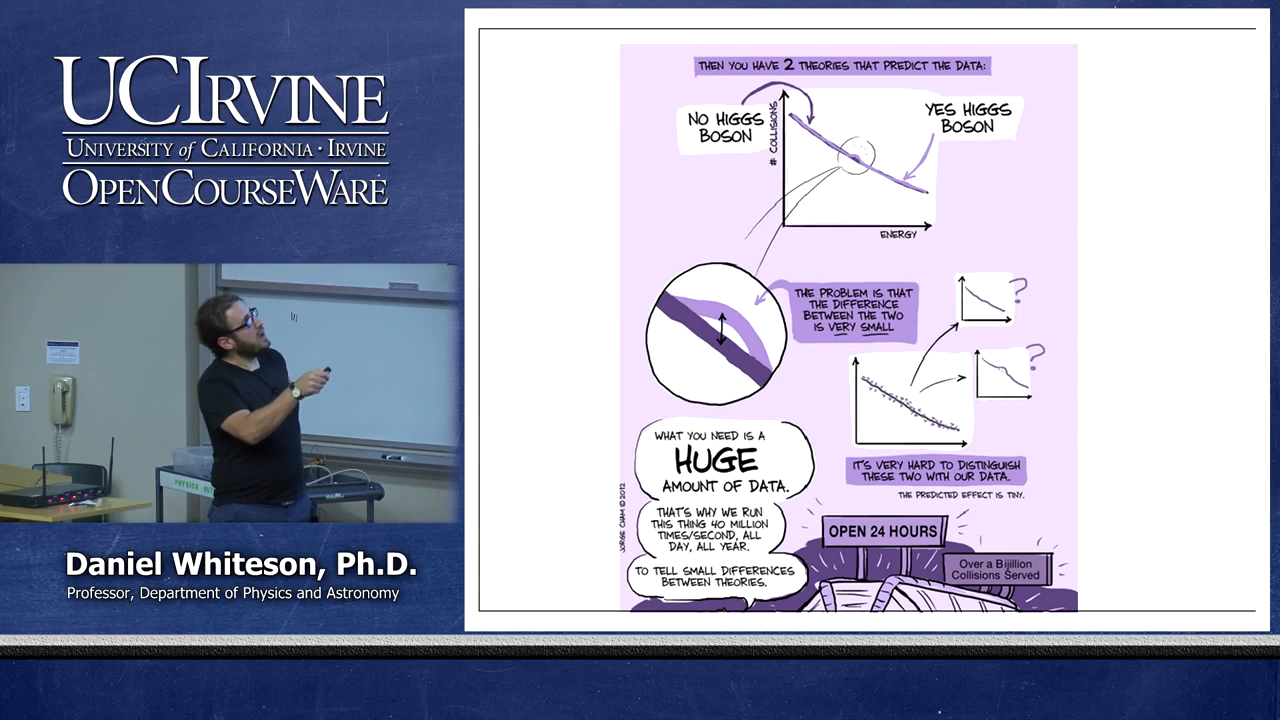 UCIRVINE
UNIVERSITY of CALIFORNIA · IRVINE
OPENCOURSEWARE
PHYSICS
Daniel Whiteson, Ph.D.
Professor, Department of Physics and Astronomy
THEN YOU HAVE 2 THEORIES THAT PREDICT THE DATA:
NO HIGGS
BOSON
# COLLISIONS
YES HIGGS
BOSON
ENERGY
THE PROBLEM IS THAT
THE DIFFERENCE
BETWEEN THE TWO
IS VERY SMALL
?
?
IT'S VERY HARD TO DISTINGUISH
THESE TWO WITH OUR DATA.
THE PREDICTED EFFECT IS TINY.
WHAT YOU NEED IS A
HUGE
AMOUNT OF DATA.
THAT'S WHY WE RUN
THIS THING 40 MILLION
TIMES/SECOND, ALL
DAY, ALL YEAR.
TO TELL SMALL DIFFERENCES
BETWEEN THEORIES.
JORGE CHAM © 2012
OPEN 24 HOURS
Over a Bijillion
Collisions Served